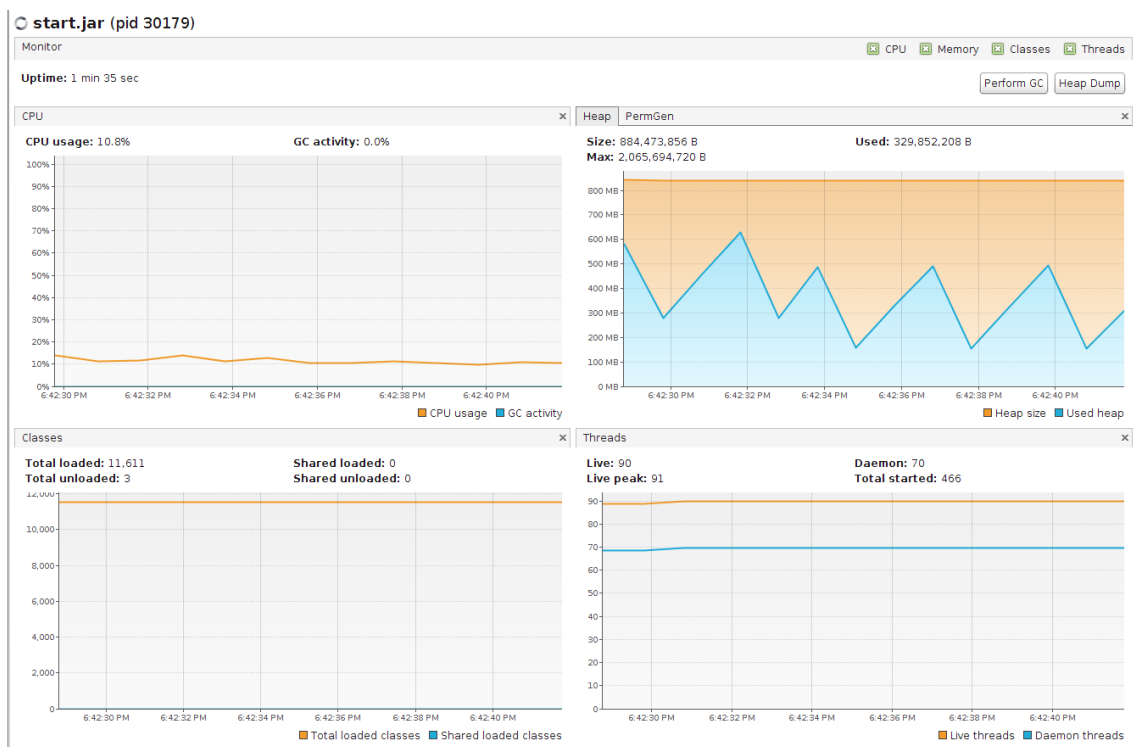 start.jar (pid 30179)
Monitor
CPU Memory Classes Threads
Uptime: 1 min 35 sec
Perform GC Heap Dump
CPU
CPU usage: 10.8% GC activity: 0.0%
100%
90%
80%
70%
60%
50%
40%
30%
20%
10%
0%
6:42:30 PM 6:42:32 PM 6:42:34 PM 6:42:36 PM 6:42:38 PM 6:42:40 PM
CPU usage GC activity
Heap PermGen
Size: 884,473,856 B Used: 329,852,208 B
Max: 2,065,694,720 B
800 MB
700 MB
600 MB
500 MB
400 MB
300 MB
200 MB
100 MB
0 MB
6:42:30 PM 6:42:32 PM 6:42:34 PM 6:42:36 PM 6:42:38 PM 6:42:40 PM
Heap size Used heap
Classes
Total loaded: 11,611 Shared loaded: 0
Total unloaded: 3 Shared unloaded: 0
12,000
10,000
8,000
6,000
4,000
2,000
0
6:42:30 PM 6:42:32 PM 6:42:34 PM 6:42:36 PM 6:42:38 PM 6:42:40 PM
Total loaded classes Shared loaded classes
Threads
Live: 90 Daemon: 70
Live peak: 91 Total started: 466
90
80
70
60
50
40
30
20
10
0
6:42:30 PM 6:42:32 PM 6:42:34 PM 6:42:36 PM 6:42:38 PM 6:42:40 PM
Live threads Daemon threads